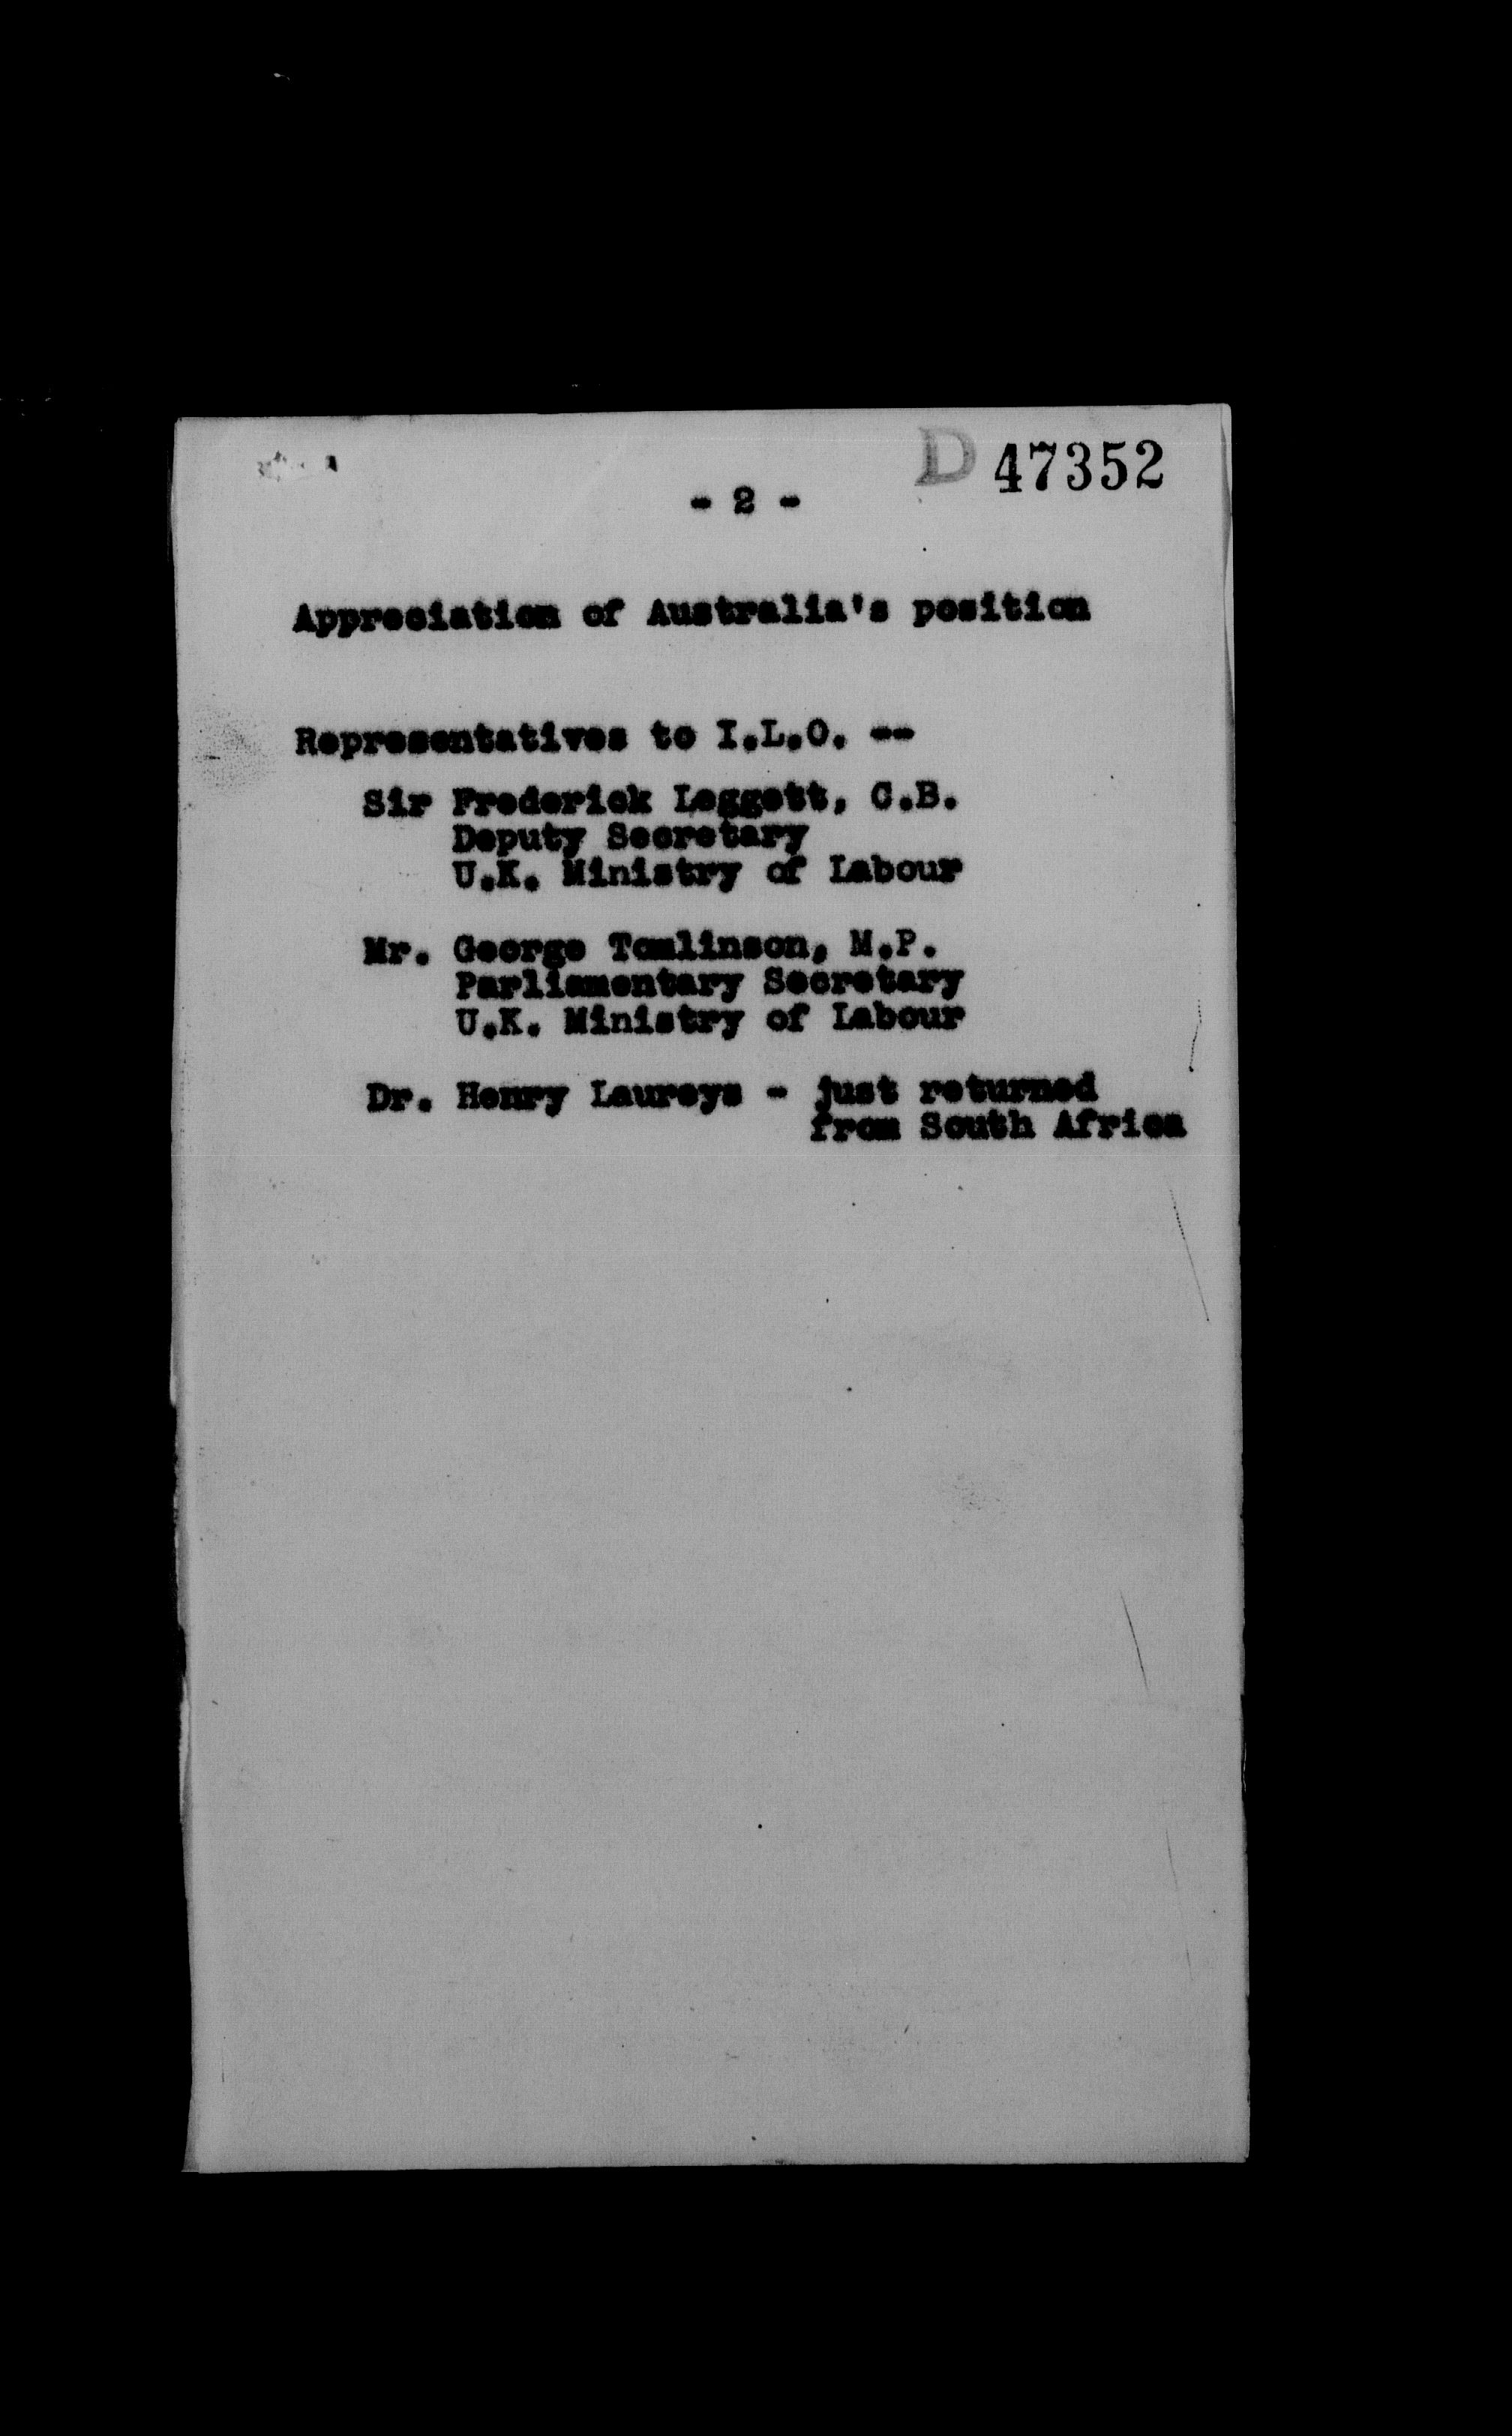 D 47352
- 2 -
Appreciation of Australia's position
Representatives to I.L.O. --
Sir Frederick Leggett, C.B.
Deputy Secretary
U.K. Ministry of Labour
Mr. George Tomlinson, M.P.
Parliamentary Secretary
U.K. Ministry of Labour
Dr. Henry Laureys - just returned
from South Africa